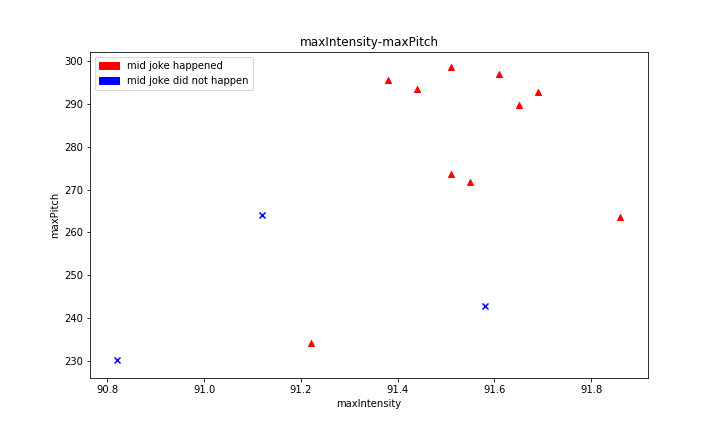 maxIntensity-maxPitch
mid joke happened
mid joke did not happen
300
290
280
270
260
250
240
230
maxPitch
90.8 91.0 91.2 91.4 91.6 91.8
maxIntensity